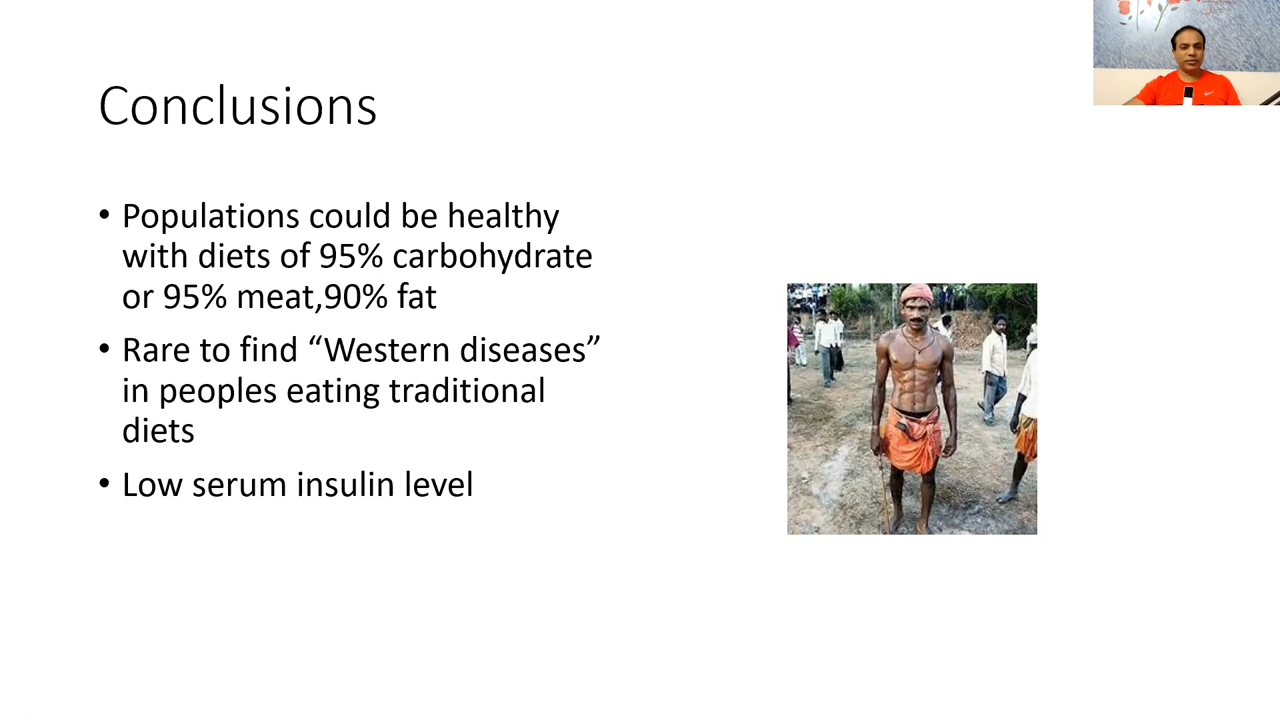 Conclusions
• Populations could be healthy
with diets of 95% carbohydrate
or 95% meat,90% fat
• Rare to find “Western diseases”
in peoples eating traditional
diets
• Low serum insulin level